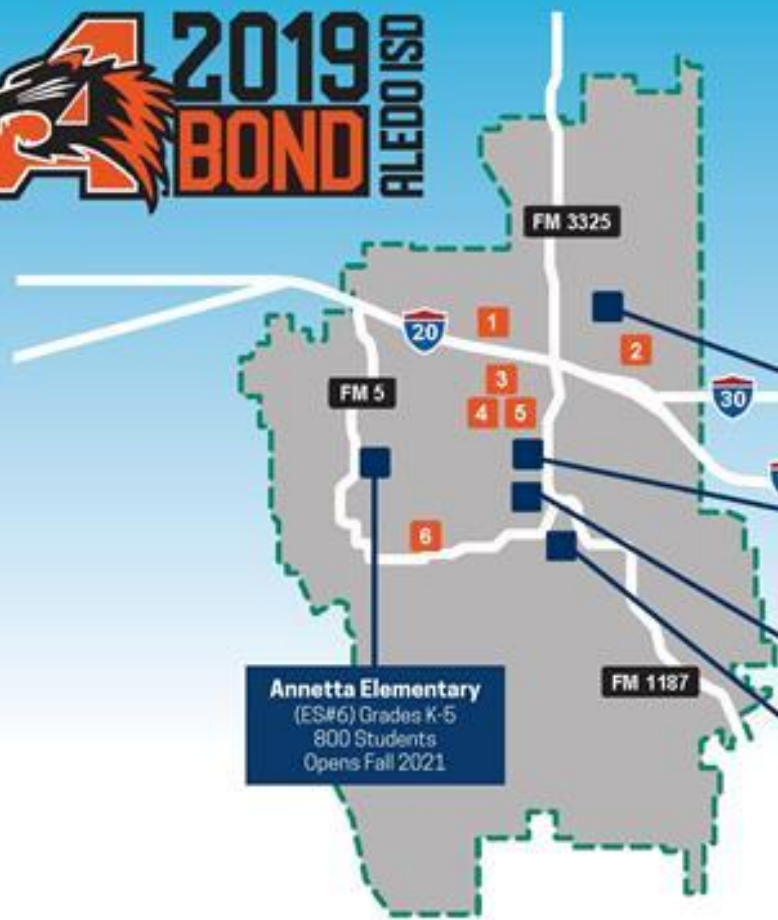 2019
BOND
ALEDO ISD
FM 3325
1
20
2
3
30
FM 5
4
5
6
FM 1187
Annetta Elementary
(ES#6) Grades K-5
800 Students
Opens Fall 2021